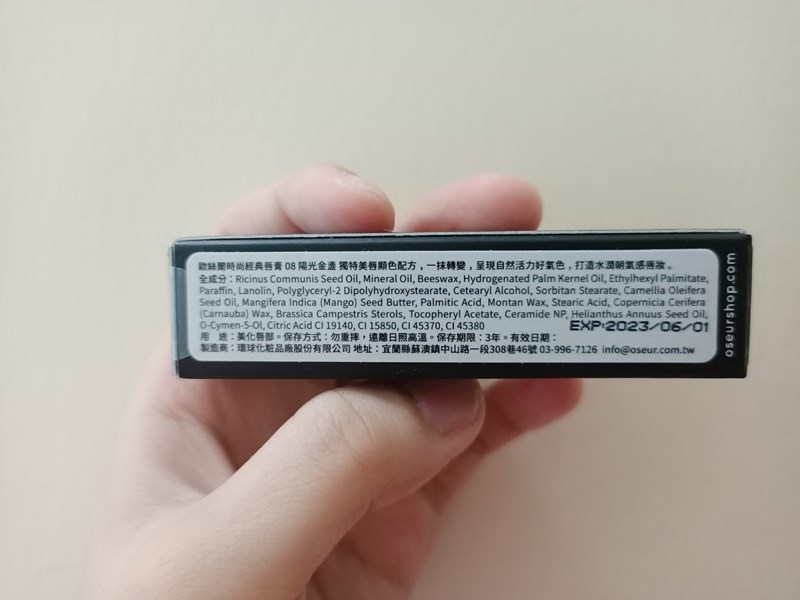 歐絲爾時尚經典唇膏 08 陽光金盞 獨特美唇顯色配方，一抹轉變，呈現自然活力好氣色，打造水潤朝氣感唇妝。
全成分：Ricinus Communis Seed Oil, Mineral Oil, Beeswax, Hydrogenated Palm Kernel Oil, Ethylhexyl Palmitate,
Paraffin, Lanolin, Polyglyceryl-2 Dipolyhydroxystearate, Cetearyl Alcohol, Sorbitan Stearate, Camellia Oleifera
Seed Oil, Mangifera Indica (Mango) Seed Butter, Palmitic Acid, Montan Wax, Stearic Acid, Copernicia Cerifera
(Carnauba) Wax, Brassica Campestris Sterols, Tocopheryl Acetate, Ceramide NP, Helianthus Annuus Seed Oil,
O-Cymen-5-Ol, Citric Acid CI 19140, CI 15850, CI 45370, CI 45380
EXP:2023/06/01
用　途：美化唇部。保存方式：勿重摔，遠離日照高溫。保存期限：3年。有效日期：
製造商：環球化粧品廠股份有限公司 地址：宜蘭縣蘇澳鎮中山路一段308巷46號 03-996-7126 info@oseur.com.tw
oseurshop.com